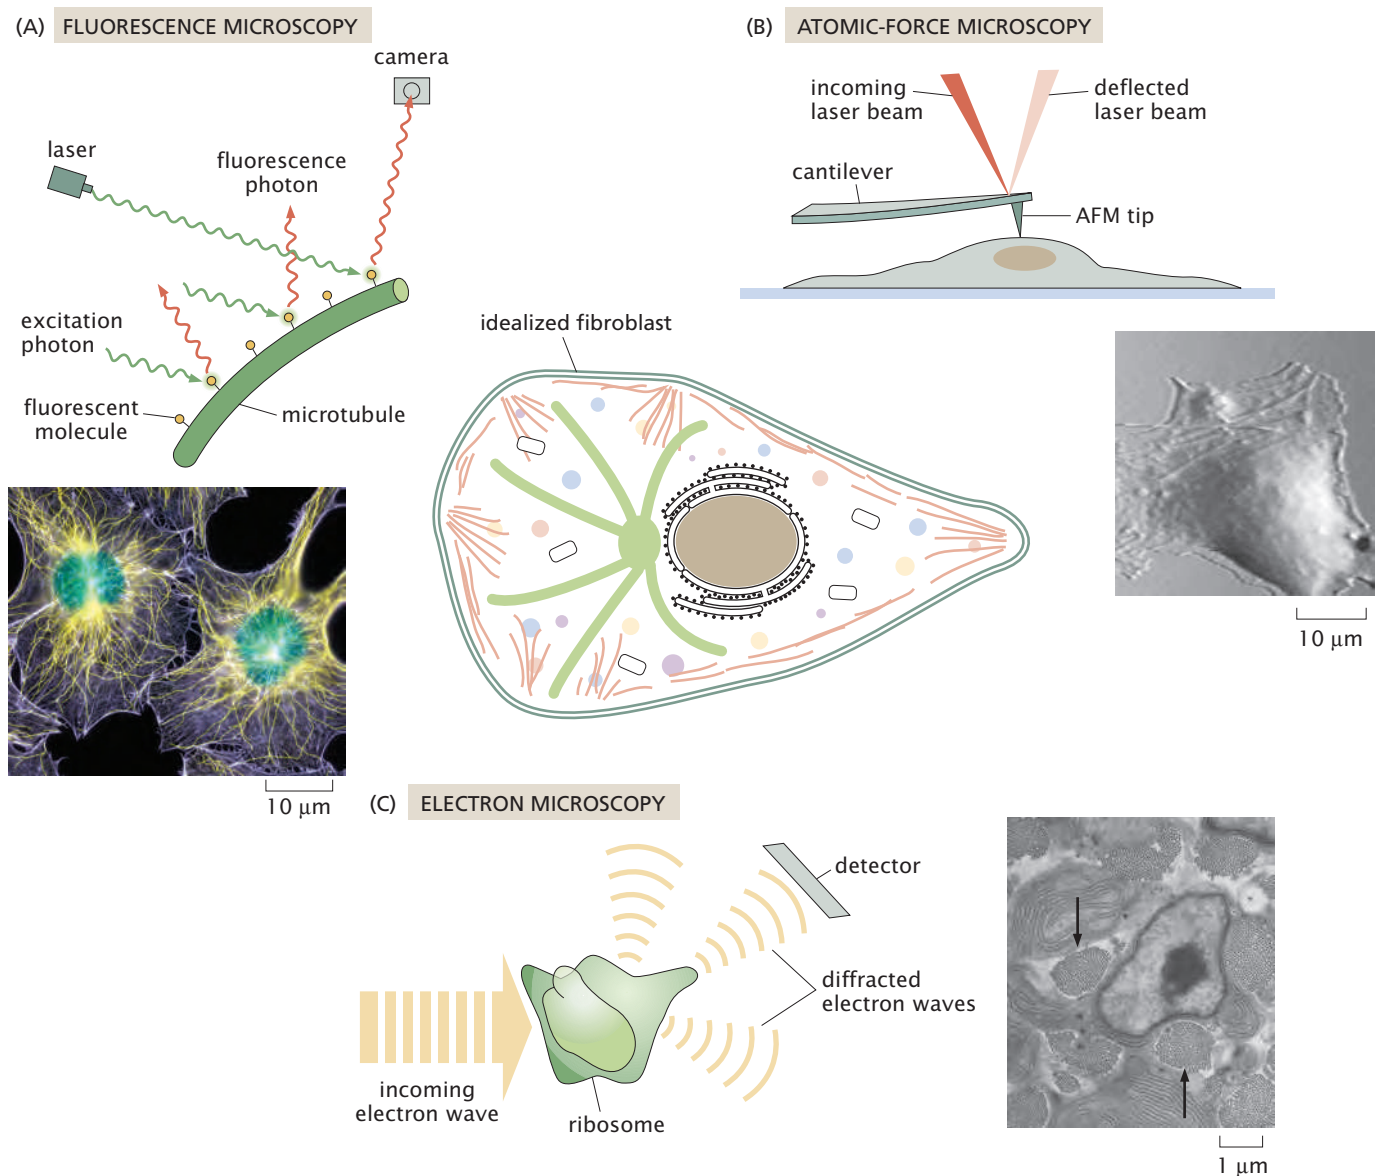 (A) FLUORESCENCE MICROSCOPY
camera
laser
fluorescence
photon
excitation
photon
fluorescent
molecule
microtubule
10 μm
(B) ATOMIC-FORCE MICROSCOPY
incoming
laser beam
deflected
laser beam
cantilever
AFM tip
10 μm
idealized fibroblast
(C) ELECTRON MICROSCOPY
detector
diffracted
electron waves
incoming
electron wave
ribosome
1 μm